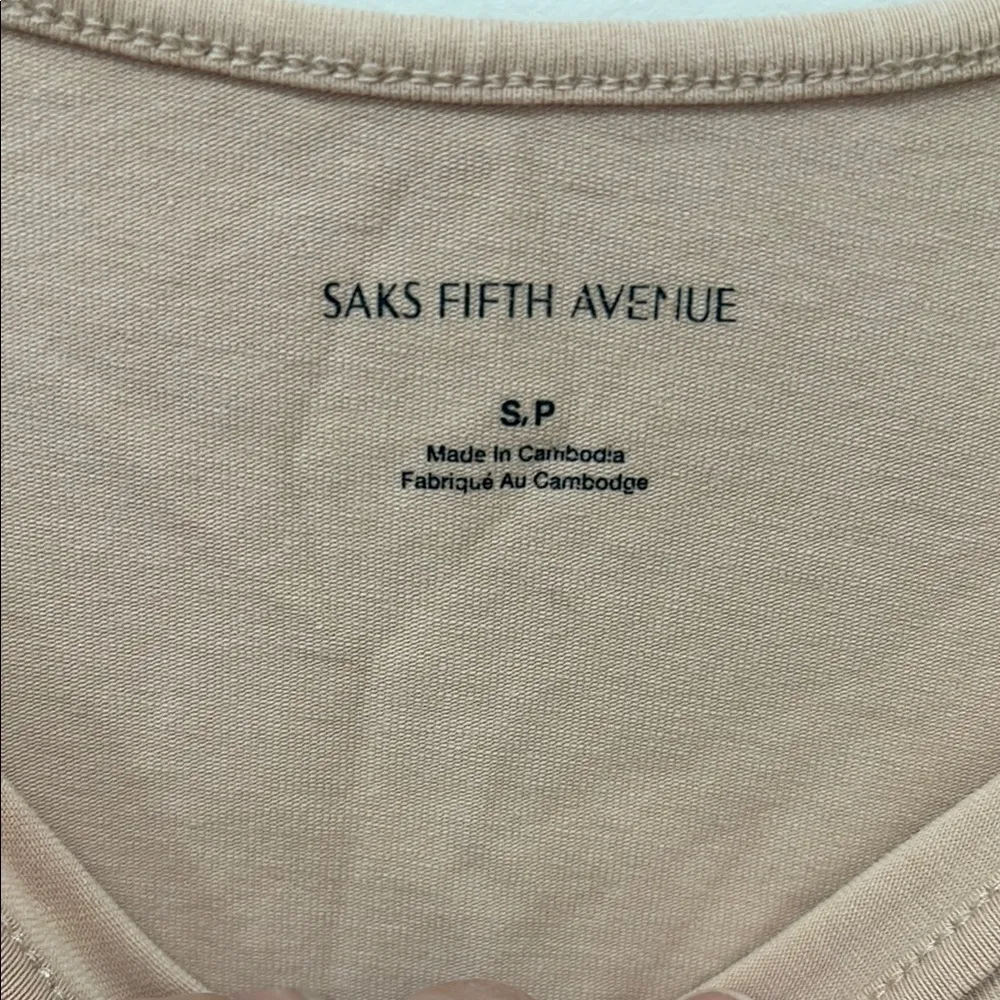 SAKS FIFTH AVENUE
S/P
Made In Cambodia
Fabriqué Au Cambodge